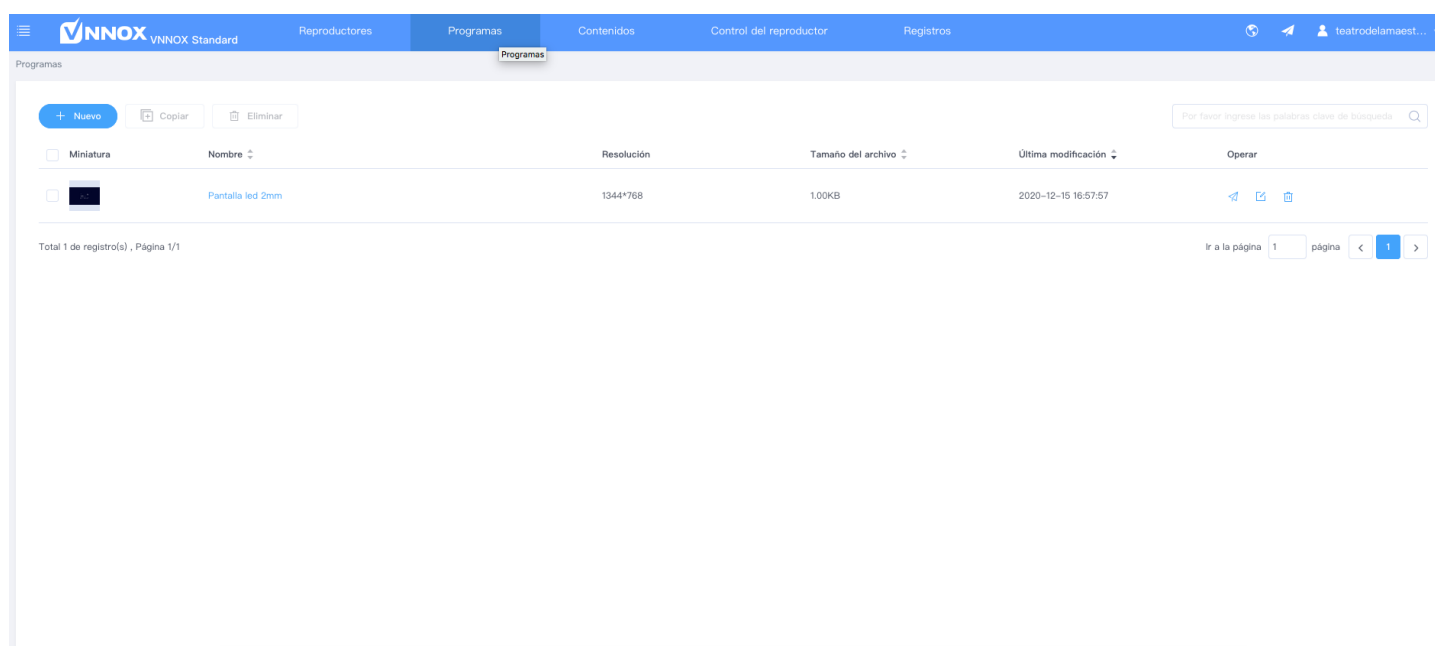 VNNOX VNNOX Standard Reproductores Programas Contenidos Control del reproductor Registros teatrodelamaest...
Programas
Programas
+ Nuevo Copiar Eliminar Por favor ingrese las palabras clave de búsqueda
Miniatura Nombre Resolución Tamaño del archivo Última modificación Operar
Pantalla led 2mm 1344*768 1.00KB 2020-12-15 16:57:57
Total 1 de registro(s) , Página 1/1 Ir a la página 1 página < 1 >